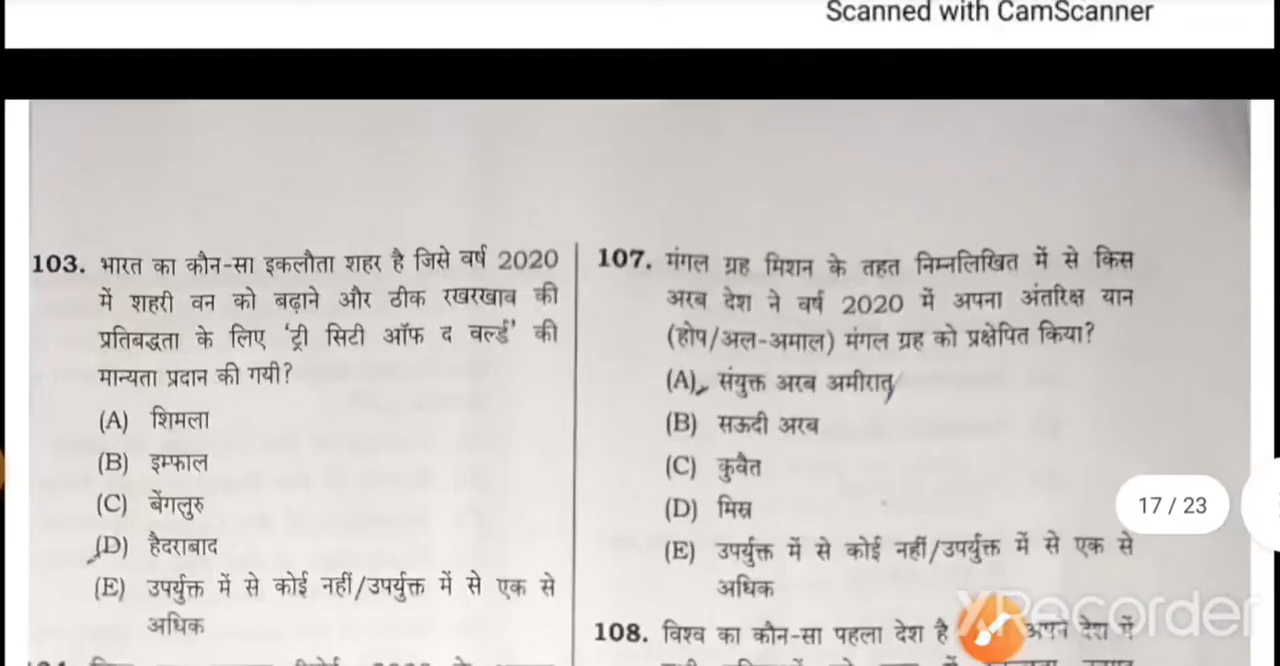 Scanned with CamScanner
103. भारत का कौन-सा इकलौता शहर है जिसे वर्ष 2020
में शहरी वन को बढ़ाने और ठीक रखरखाव की
प्रतिबद्धता के लिए ‘ट्री सिटी ऑफ द वर्ल्ड’ की
मान्यता प्रदान की गयी?
(A) शिमला
(B) इम्फाल
(C) बेंगलुरु
(D) हैदराबाद
(E) उपर्युक्त में से कोई नहीं/उपर्युक्त में से एक से
अधिक
107. मंगल ग्रह मिशन के तहत निम्नलिखित में से किस
अरब देश ने वर्ष 2020 में अपना अंतरिक्ष यान
(होप/अल-अमाल) मंगल ग्रह को प्रक्षेपित किया?
(A) संयुक्त अरब अमीरात
(B) सऊदी अरब
(C) कुवैत
(D) मिस्र
(E) उपर्युक्त में से कोई नहीं/उपर्युक्त में से एक से
अधिक
108. विश्व का कौन-सा पहला देश है अपने देश में
17 / 23
XRecorder